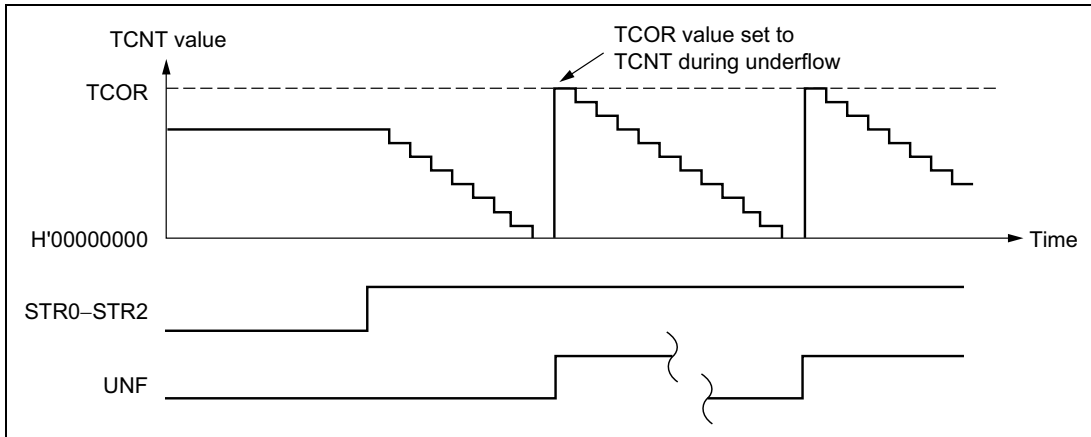 TCNT value
TCOR value set to
TCNT during underflow
TCOR
H'00000000
Time
STR0–STR2
UNF